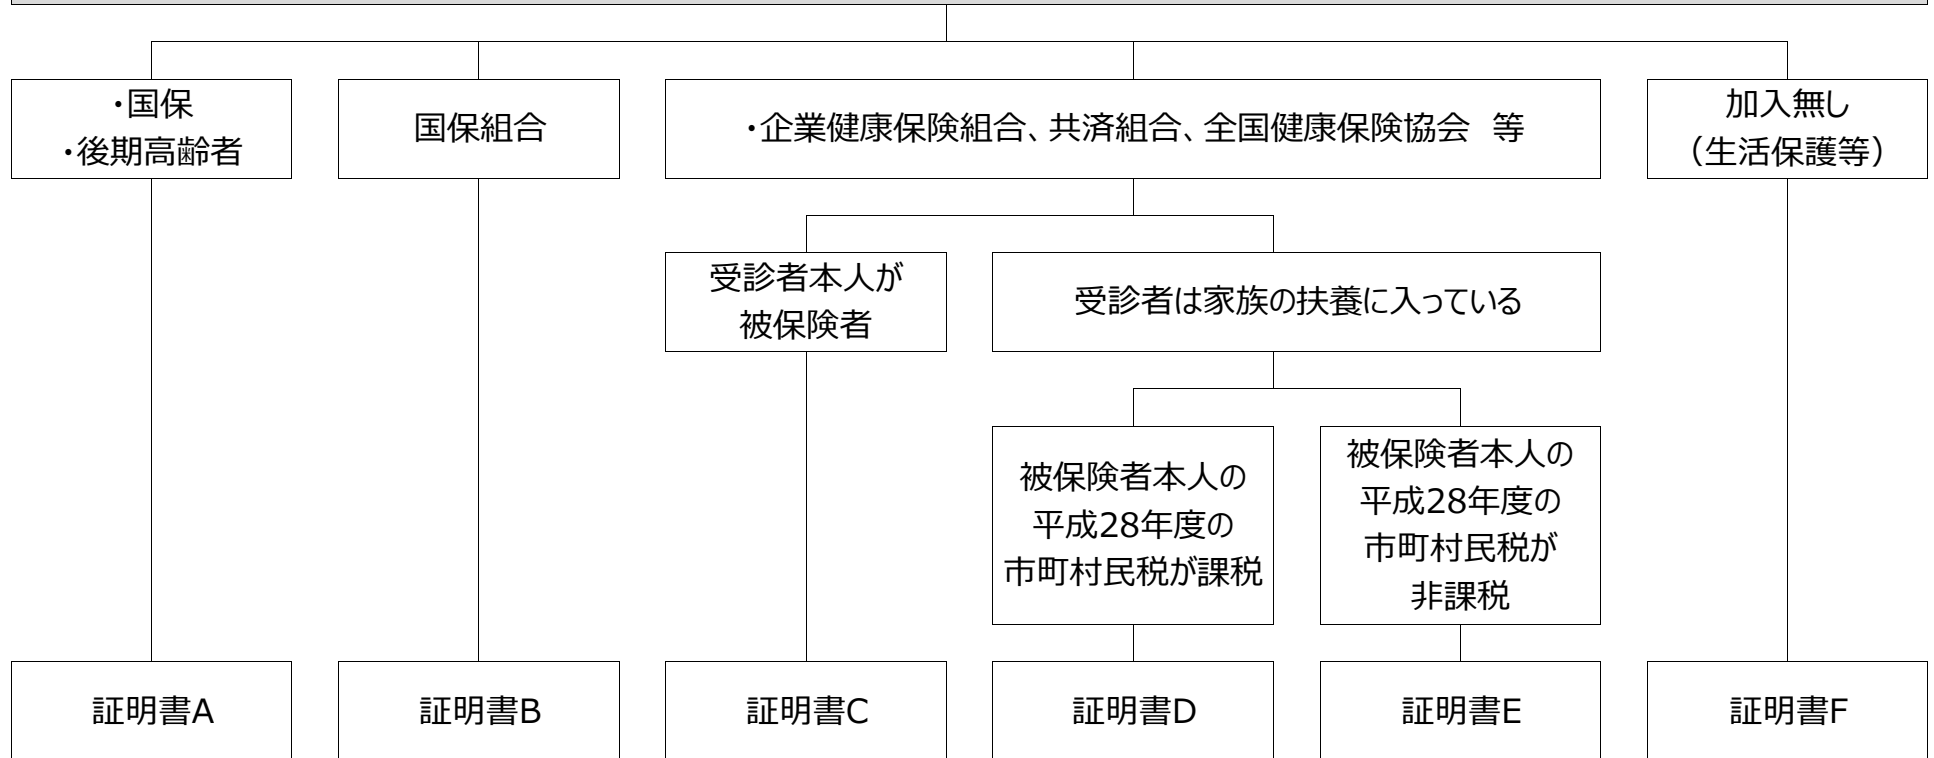 ・国保
・後期高齢者
国保組合
・企業健康保険組合、共済組合、全国健康保険協会　等
加入無し
（生活保護等）
受診者本人が
被保険者
受診者は家族の扶養に入っている
被保険者本人の
平成28年度の
市町村民税が課税
被保険者本人の
平成28年度の
市町村民税が
非課税
証明書A
証明書B
証明書C
証明書D
証明書E
証明書F